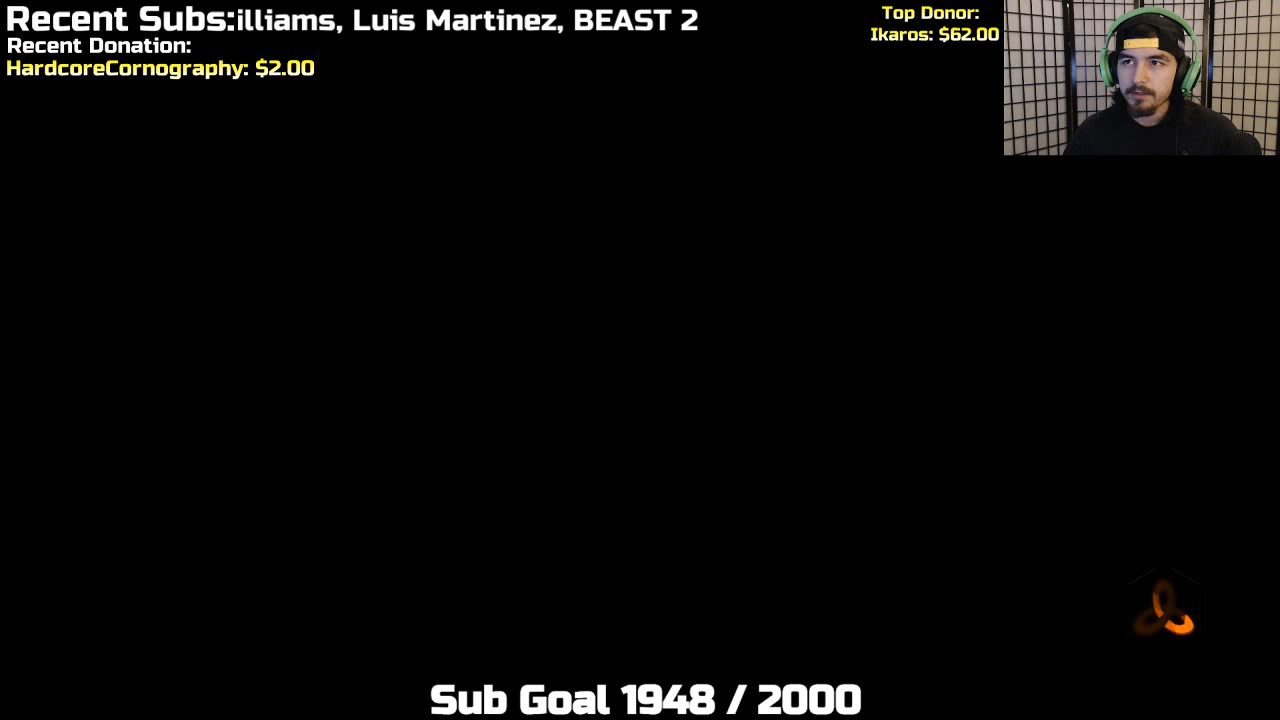 Recent Subs:illiams, Luis Martinez, BEAST 2
Recent Donation:
HardcoreCornography: $2.00
Top Donor:
Ikaros: $62.00
Sub Goal 1948 / 2000